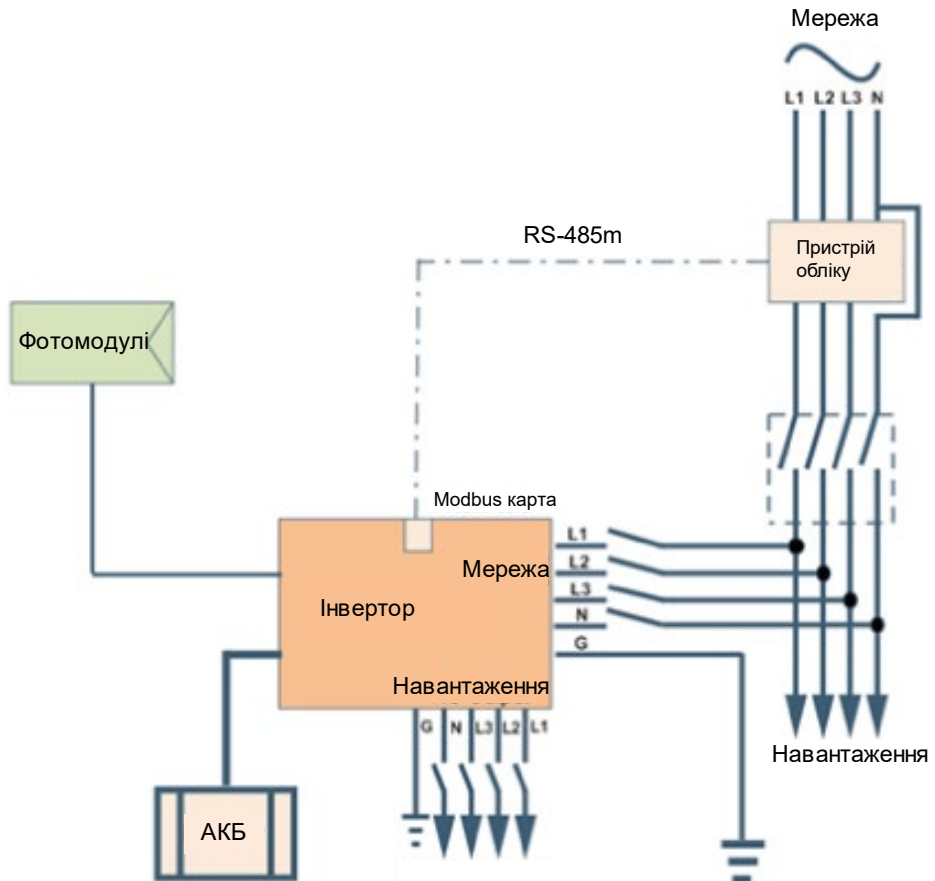 Мережа
L1 L2 L3 N
RS-485m
Пристрій
обліку
Фотомодулі
Modbus карта
L1
Мережа
L2
Інвертор
L3
N
G
Навантаження
G N L3 L2 L1
Навантаження
АКБ